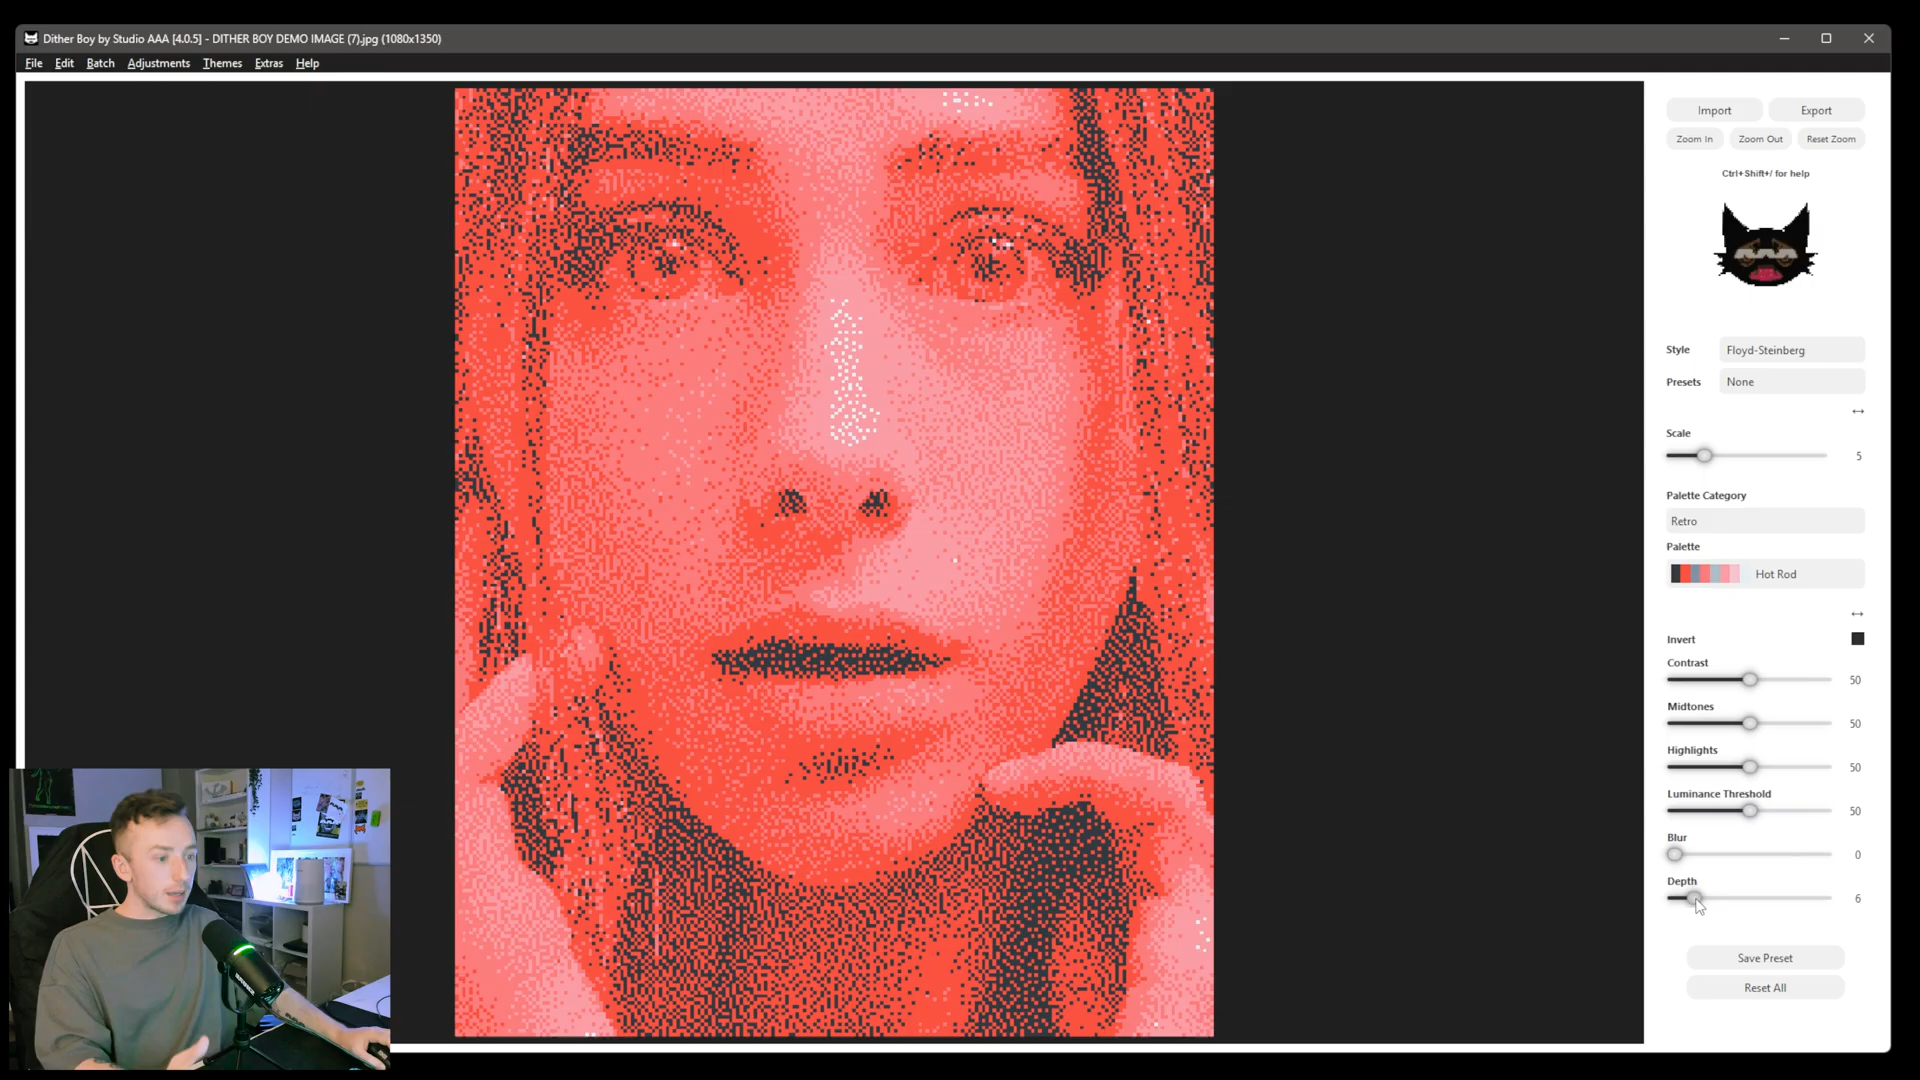 Dither Boy by Studio AAA [4.0.5] - DITHER BOY DEMO IMAGE (7).jpg (1080x1350)
File Edit Batch Adjustments Themes Extras Help
Import Export
Zoom In Zoom Out Reset Zoom
Ctrl+Shift+/ for help
Style Floyd-Steinberg
Presets None
Scale
5
Palette Category
Retro
Palette
Hot Rod
Invert
Contrast
50
Midtones
50
Highlights
50
Luminance Threshold
50
Blur
0
Depth
6
Save Preset
Reset All